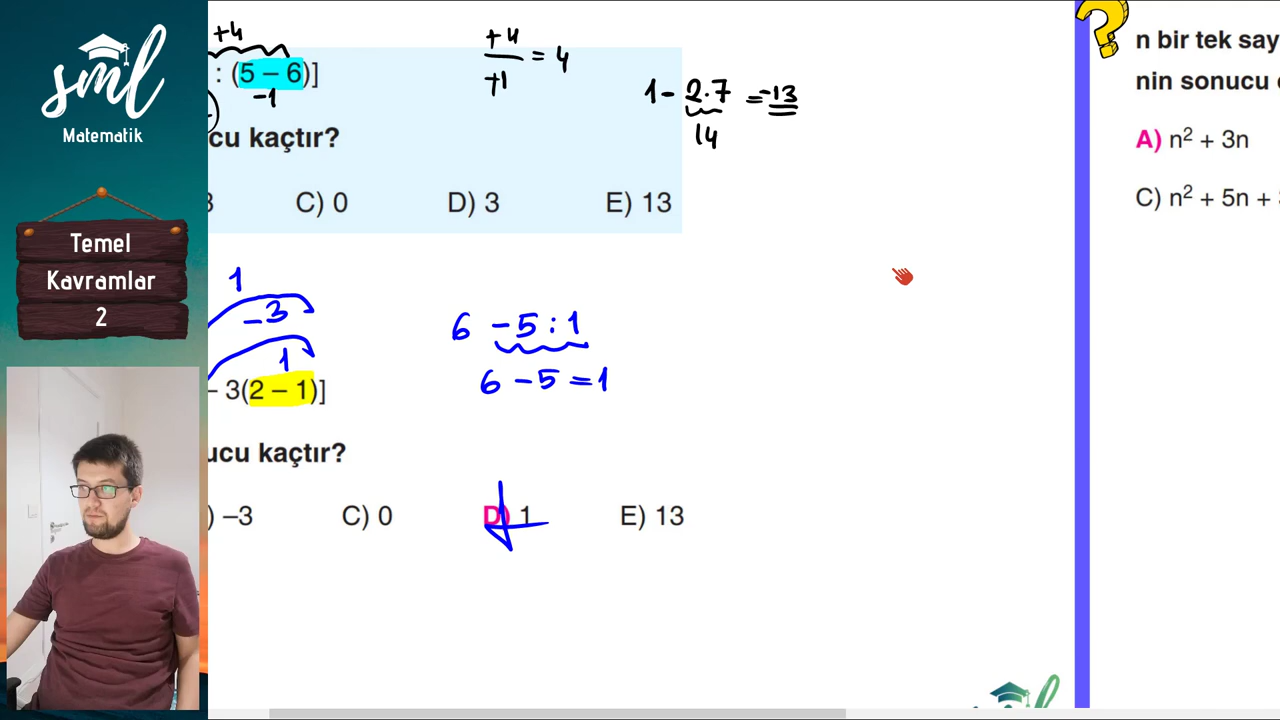 sml
Matematik
Temel
Kavramlar
2
+4
: (5 – 6)]
-1
+4
+1
= 4
1 - 2.7 = -13
14
cu kaçtır?
C) 0
D) 3
E) 13
1
-3
1
– 3(2 – 1)]
6 -5 : 1
6 - 5 = 1
ucu kaçtır?
) –3
C) 0
D) 1
E) 13
?
n bir tek say
nin sonucu
A) n² + 3n
C) n² + 5n +